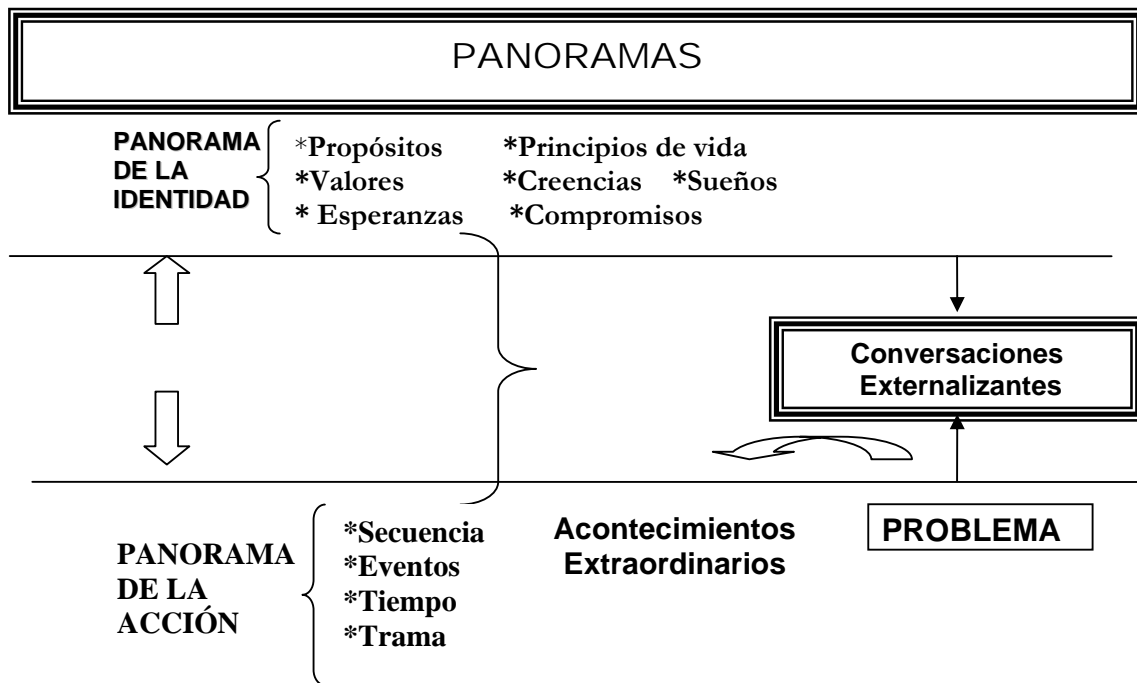 PANORAMAS
PANORAMA
DE LA
IDENTIDAD
*Propósitos *Principios de vida
*Valores *Creencias *Sueños
* Esperanzas *Compromisos
Conversaciones
Externalizantes
PANORAMA
DE LA
ACCIÓN
*Secuencia
*Eventos
*Tiempo
*Trama
Acontecimientos
Extraordinarios
PROBLEMA